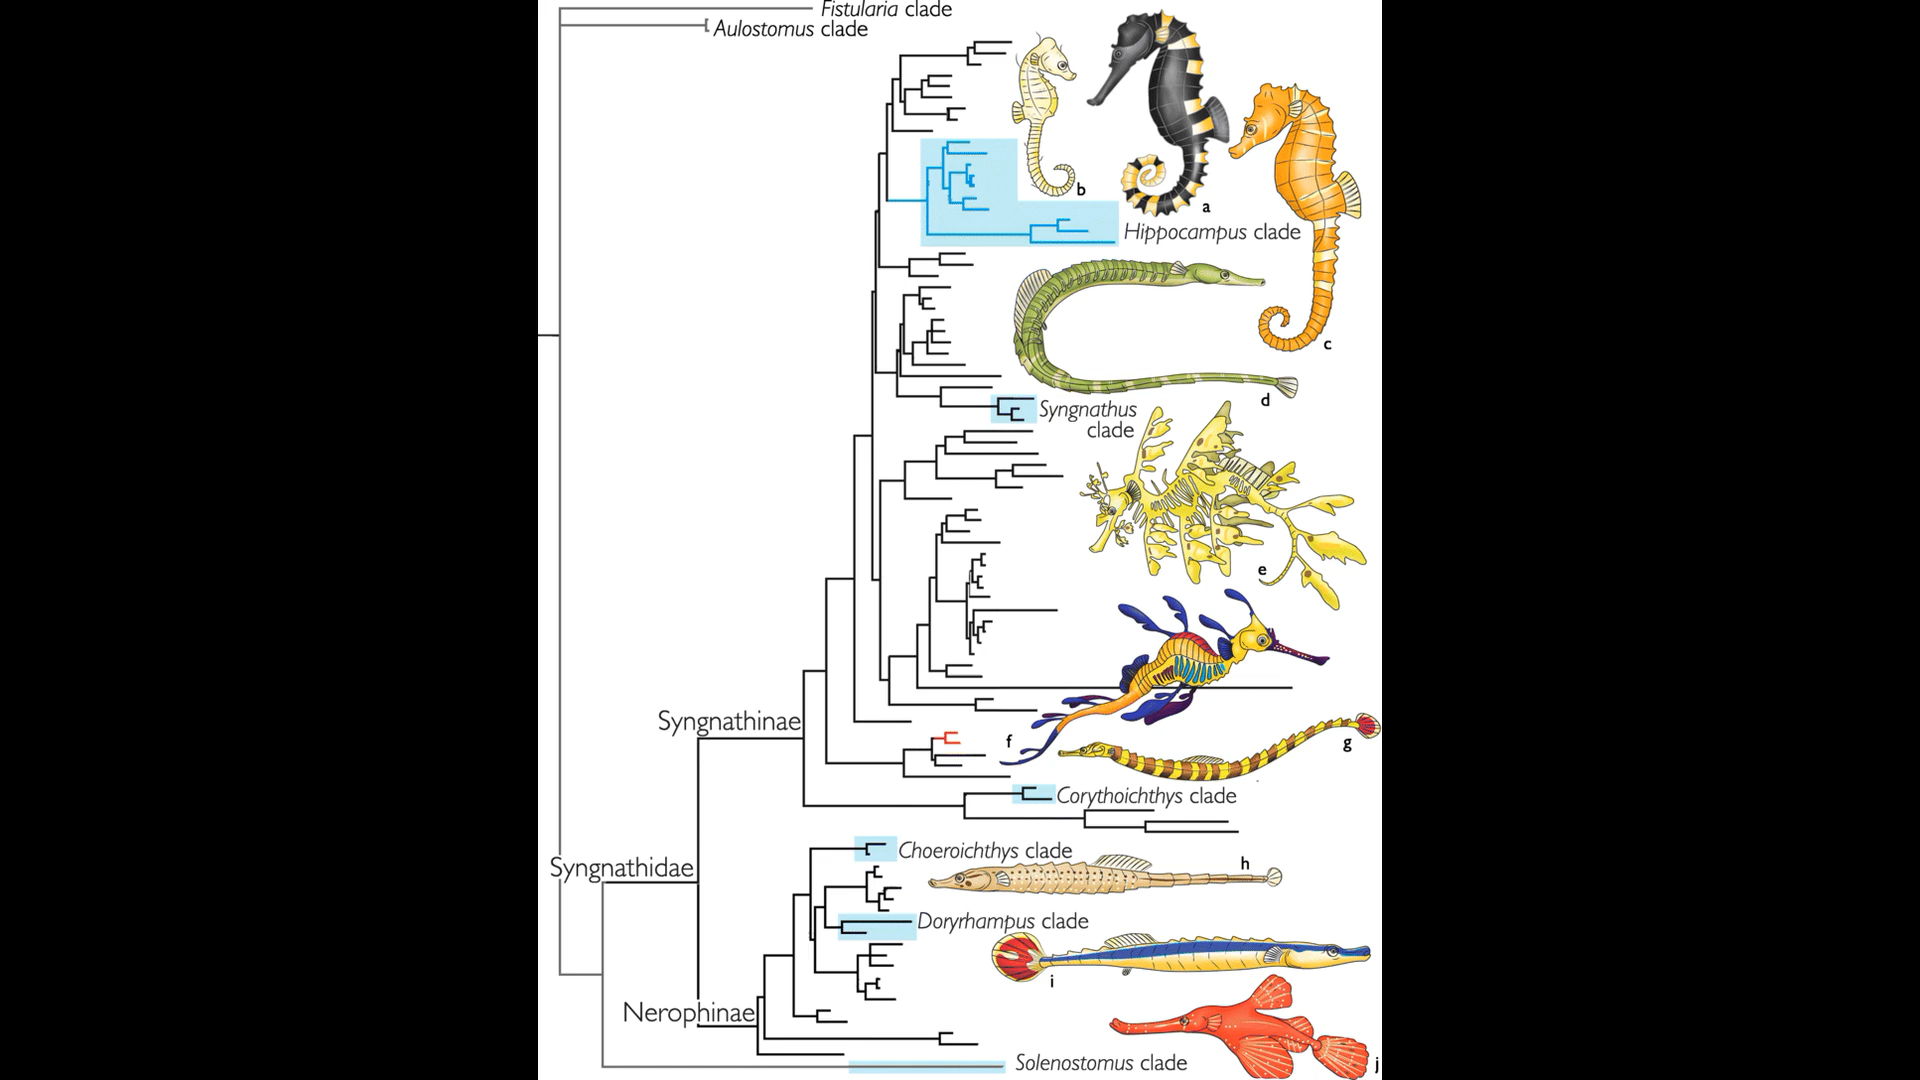 Fistularia clade
Aulostomus clade
b
a
Hippocampus clade
c
d
Syngnathus
clade
e
Syngnathinae
f
g
Corythoichthys clade
Choeroichthys clade
h
Syngnathidae
Doryrhampus clade
i
Nerophinae
Solenostomus clade
j